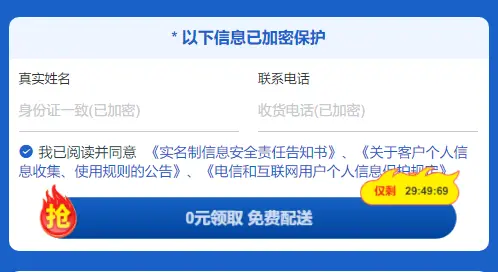 * 以下信息已加密保护
真实姓名 联系电话
身份证一致(已加密) 收货电话(已加密)
我已阅读并同意 《实名制信息安全责任告知书》、《关于客户个人信
息收集、使用规则的公告》、《电信和互联网用户个人信息保护规定》
仅剩 29:49:69
抢 0元领取 免费配送